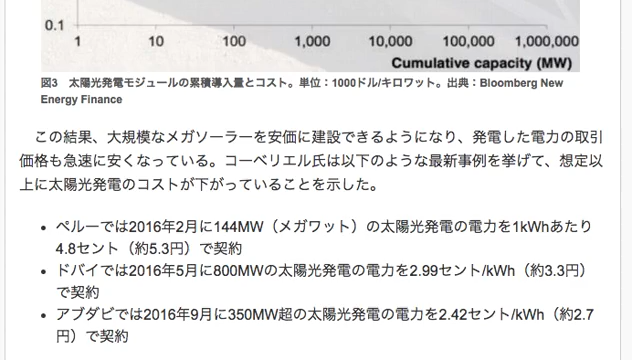 0.1
1 10 100 1,000 10,000 100,000 1,000,000
Cumulative capacity (MW)
図3　太陽光発電モジュールの累積導入量とコスト。単位：1000ドル/キロワット。出典：Bloomberg New
Energy Finance
　この結果、大規模なメガソーラーを安価に建設できるようになり、発電した電力の取引
価格も急速に安くなっている。コーベリエル氏は以下のような最新事例を挙げて、想定以
上に太陽光発電のコストが下がっていることを示した。
• ペルーでは2016年2月に144MW（メガワット）の太陽光発電の電力を1kWhあたり
4.8セント（約5.3円）で契約
• ドバイでは2016年5月に800MWの太陽光発電の電力を2.99セント/kWh（約3.3円）
で契約
• アブダビでは2016年9月に350MW超の太陽光発電の電力を2.42セント/kWh（約2.7
円）で契約